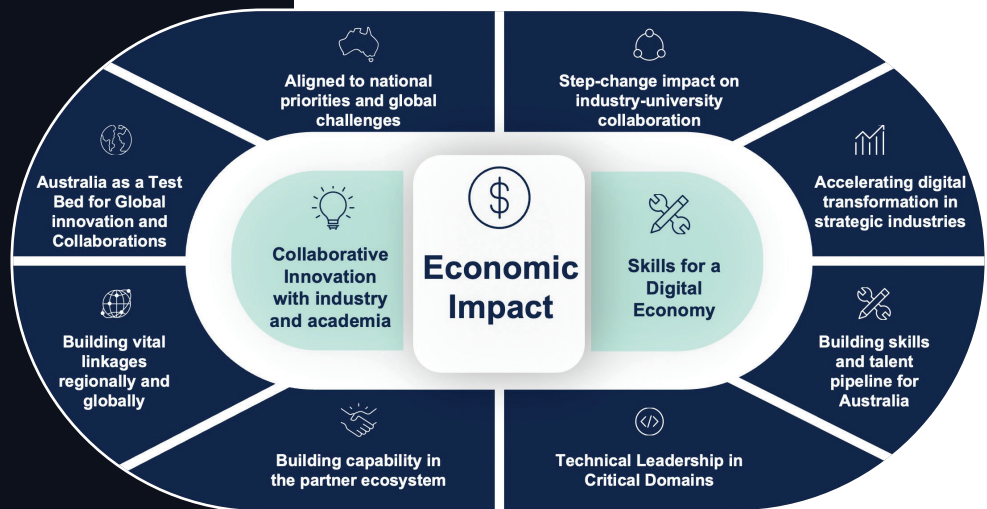 Aligned to national
priorities and global
challenges
Step-change impact on
industry-university
collaboration
Australia as a Test
Bed for Global
innovation and
Collaborations
Accelerating digital
transformation in
strategic industries
Collaborative
Innovation
with industry
and academia
$
Economic
Impact
Skills for a
Digital
Economy
Building vital
linkages
regionally and
globally
Building skills
and talent
pipeline for
Australia
Building capability in
the partner ecosystem
</>
Technical Leadership in
Critical Domains